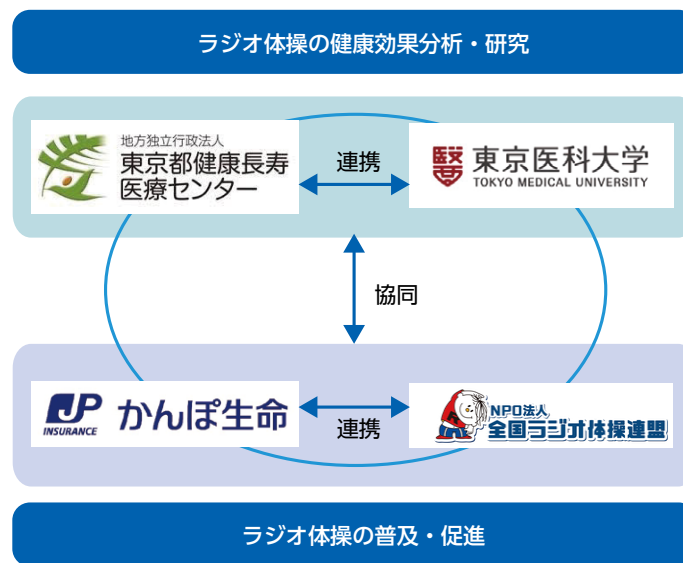 ラジオ体操の健康効果分析・研究
地方独立行政法人
東京都健康長寿
医療センター
連携
醫
東京医科大学
TOKYO MEDICAL UNIVERSITY
協同
JP
INSURANCE
かんぽ生命
連携
NPO法人
全国ラジオ体操連盟
ラジオ体操の普及・促進